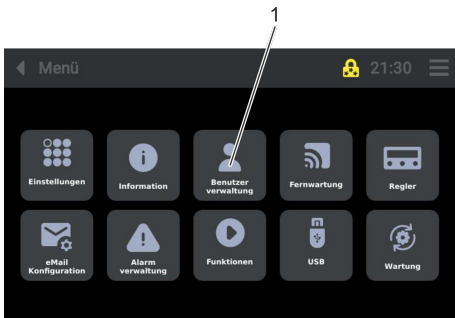 1
Menü
21:30
Einstellungen
Information
Benutzer
verwaltung
Fernwartung
Regler
eMail
Konfiguration
Alarm
verwaltung
Funktionen
USB
Wartung